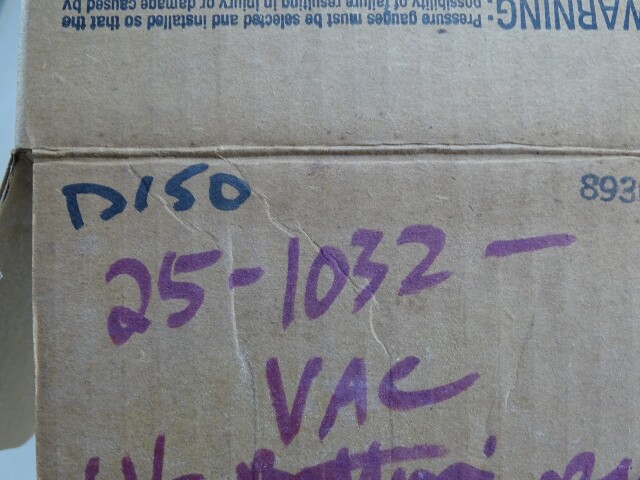 WARNING: Pressure gauges must be selected and installed so that the
possibility of failure resulting in injury or damage caused by
D150
893
25-1032-
VAC